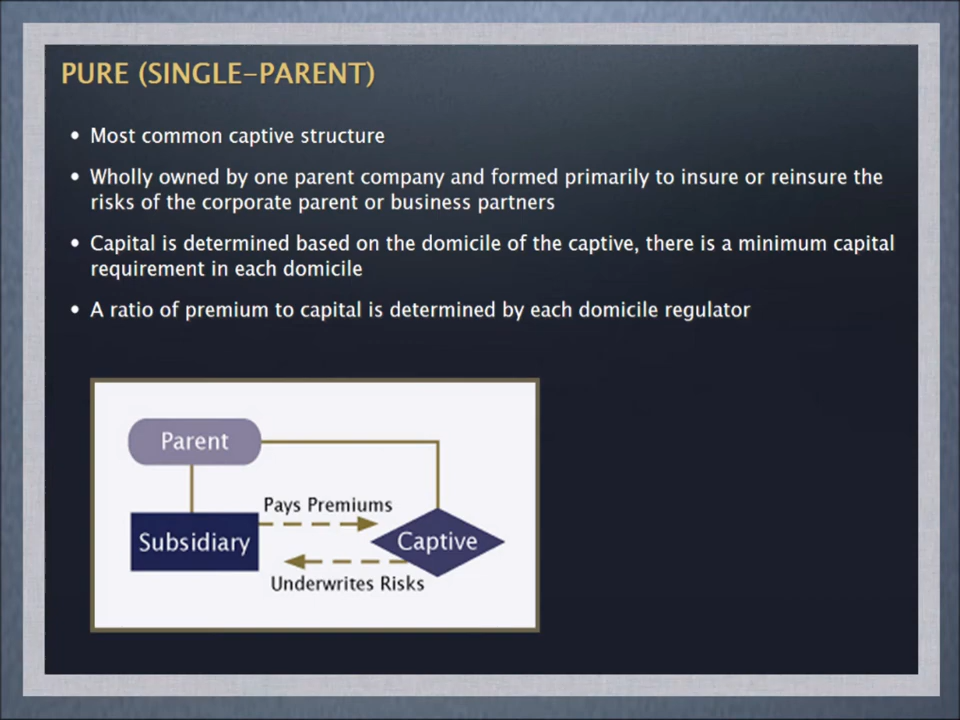 PURE (SINGLE-PARENT)
• Most common captive structure
• Wholly owned by one parent company and formed primarily to insure or reinsure the
risks of the corporate parent or business partners
• Capital is determined based on the domicile of the captive, there is a minimum capital
requirement in each domicile
• A ratio of premium to capital is determined by each domicile regulator
Parent
Pays Premiums
Subsidiary
Captive
Underwrites Risks